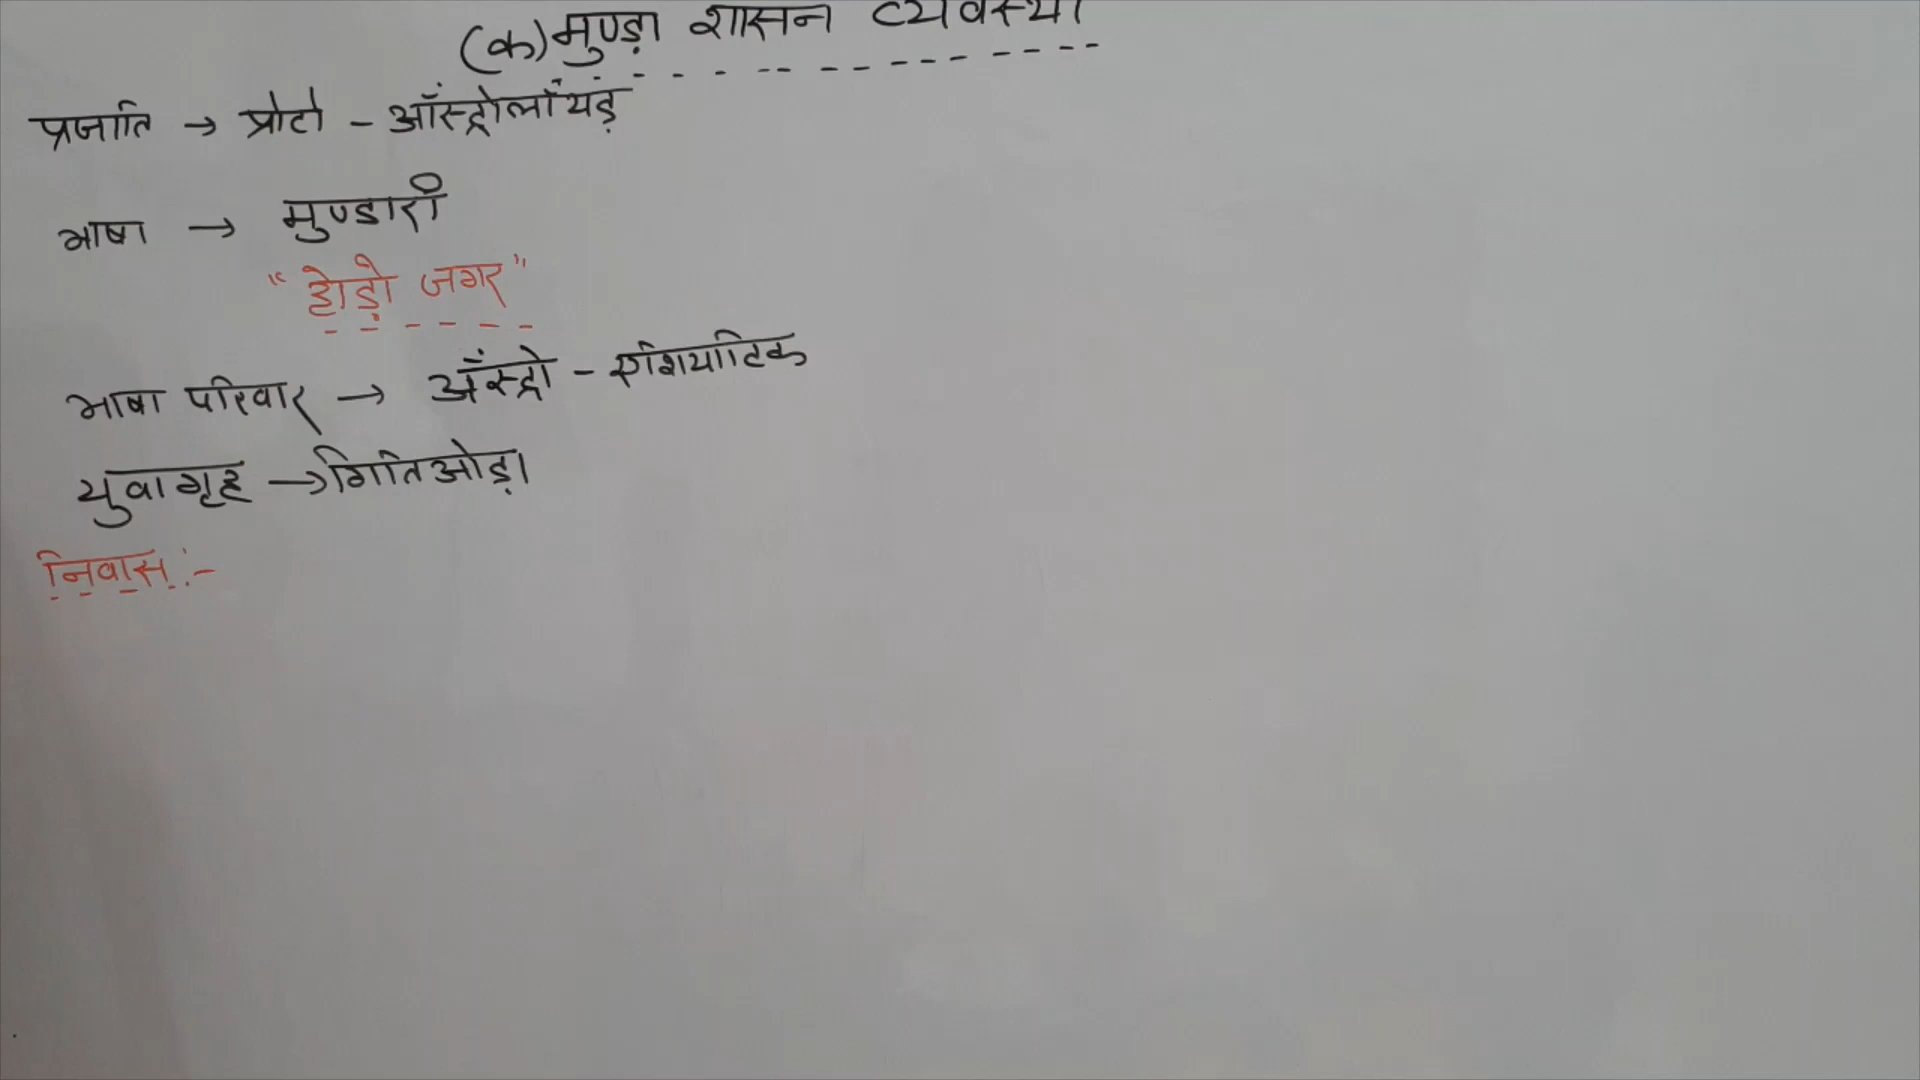 (क) मुण्ड़ा शासन व्यवस्था
प्रजाति → प्रोटो - ऑस्ट्रोलॉयड़
भाषा → मुण्डारी
"होड़ो जगर"
भाषा परिवार → ऑस्ट्रो - एशियाटिक
युवागृह → गितिओड़ा
निवास :-